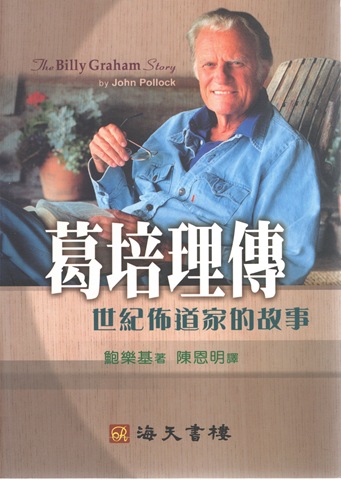 The Billy Graham Story
by John Pollock
葛培理傳
世紀佈道家的故事
鮑樂基著 陳恩明譯
海天書樓